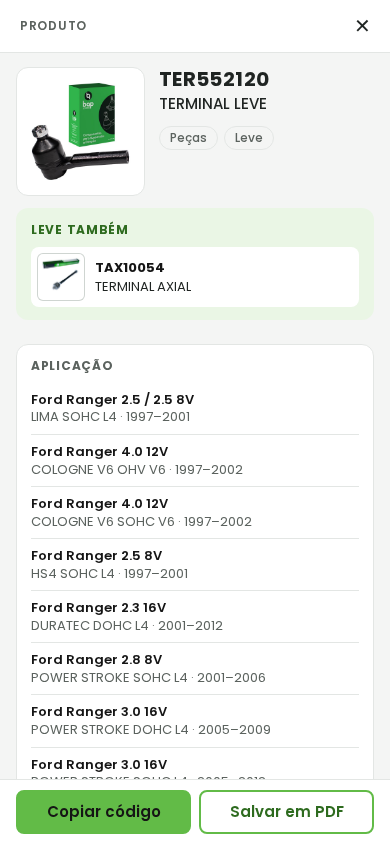 PRODUTO
TER552120
TERMINAL LEVE
bap
Peças
Leve
LEVE TAMBÉM
TAX10054
TERMINAL AXIAL
APLICAÇÃO
Ford Ranger 2.5 / 2.5 8V
LIMA SOHC L4 · 1997–2001
Ford Ranger 4.0 12V
COLOGNE V6 OHV V6 · 1997–2002
Ford Ranger 4.0 12V
COLOGNE V6 SOHC V6 · 1997–2002
Ford Ranger 2.5 8V
HS4 SOHC L4 · 1997–2001
Ford Ranger 2.3 16V
DURATEC DOHC L4 · 2001–2012
Ford Ranger 2.8 8V
POWER STROKE SOHC L4 · 2001–2006
Ford Ranger 3.0 16V
POWER STROKE DOHC L4 · 2005–2009
Ford Ranger 3.0 16V
Copiar código
Salvar em PDF